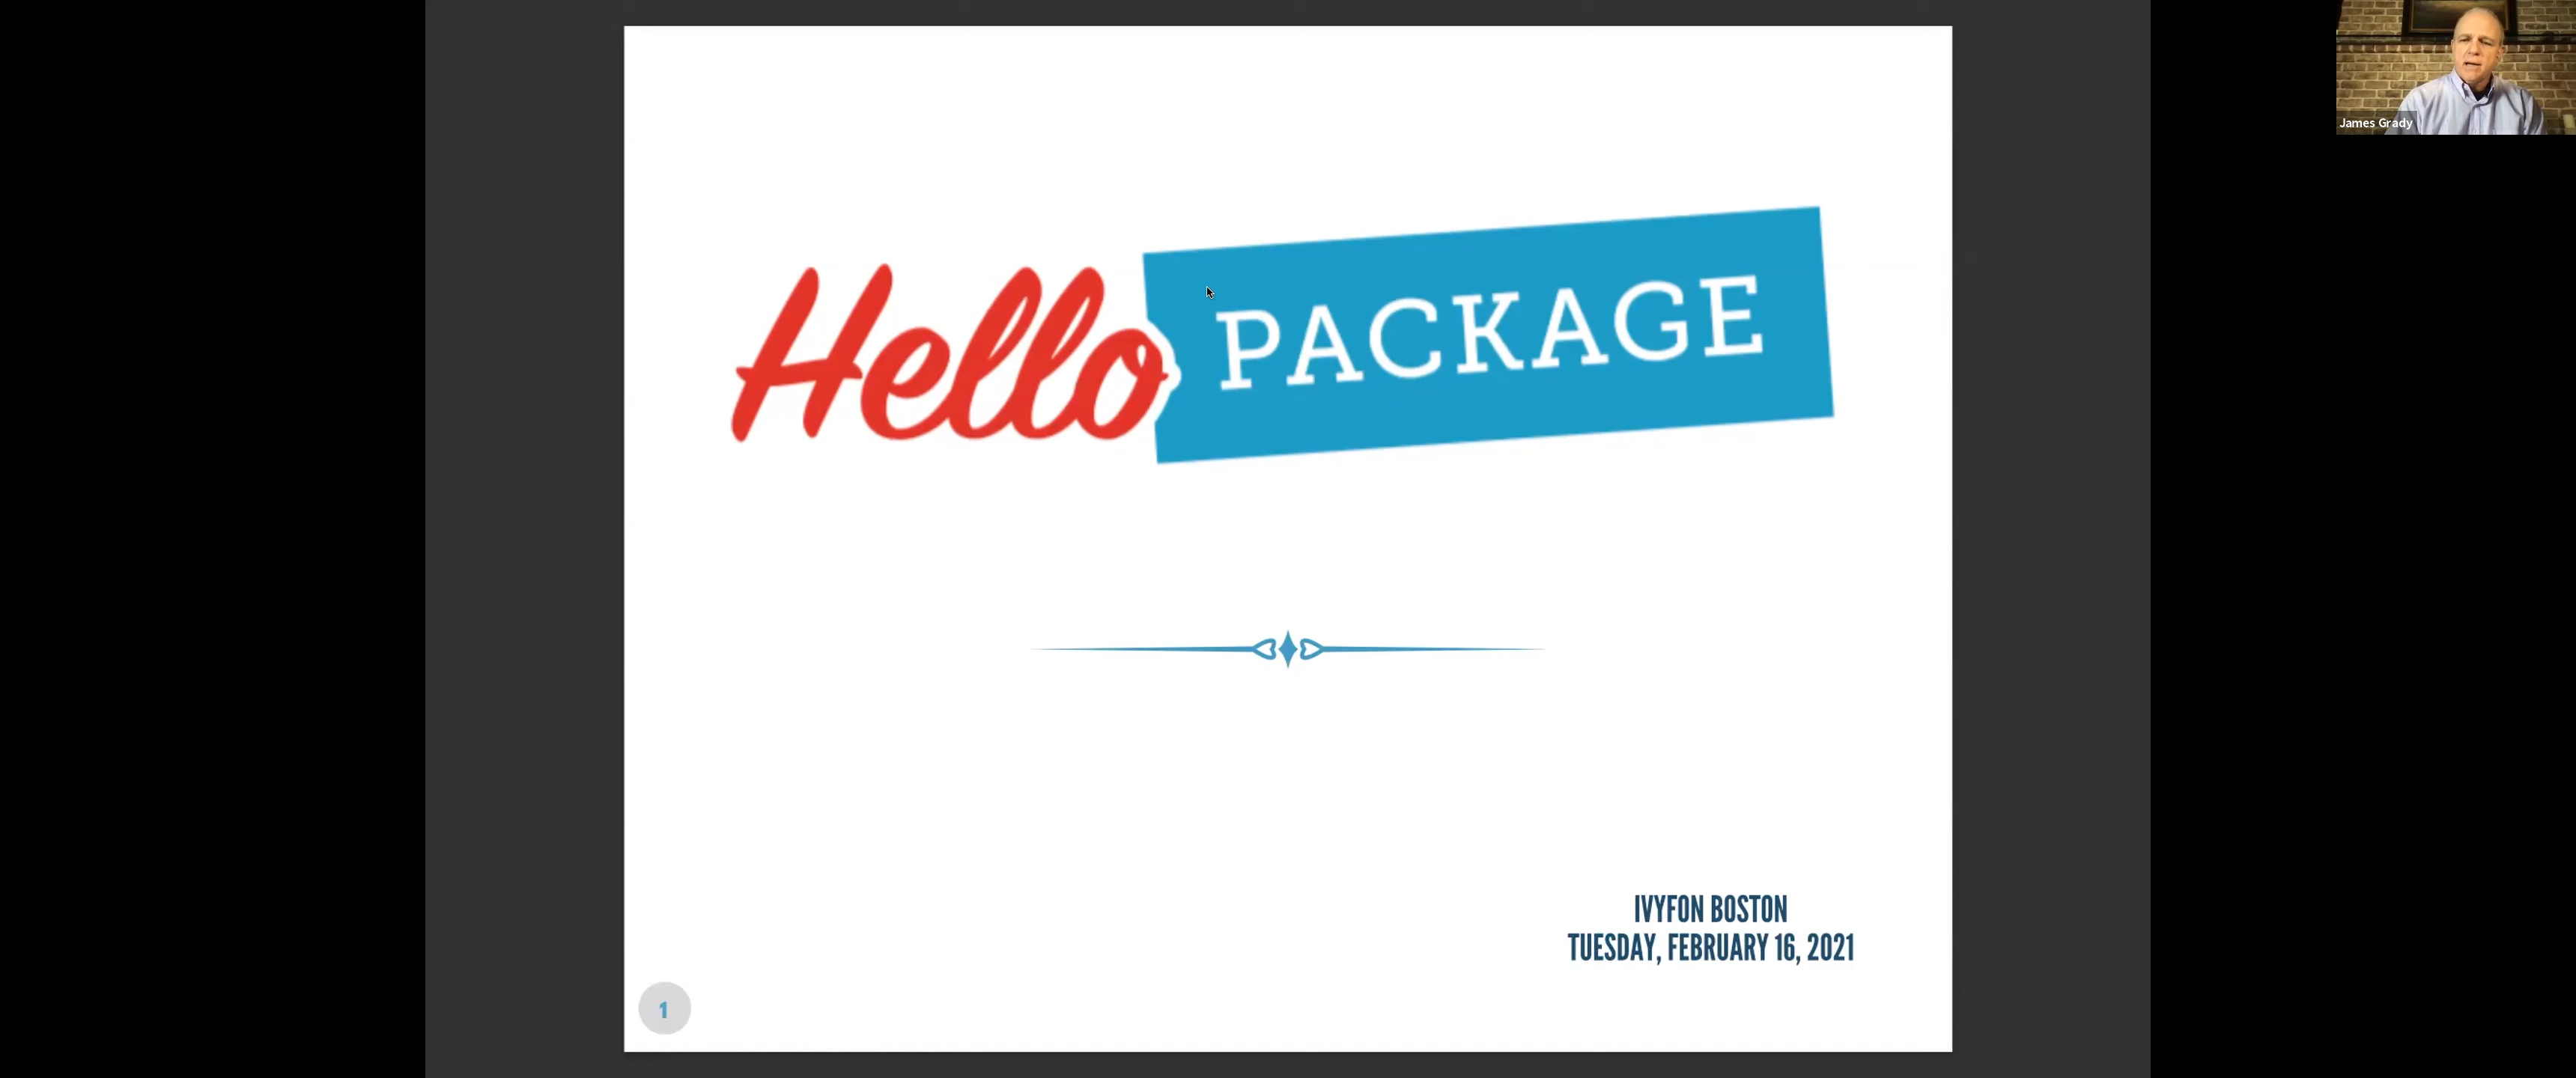 Hello PACKAGE
IVYFON BOSTON
TUESDAY, FEBRUARY 16, 2021
1
James Grady